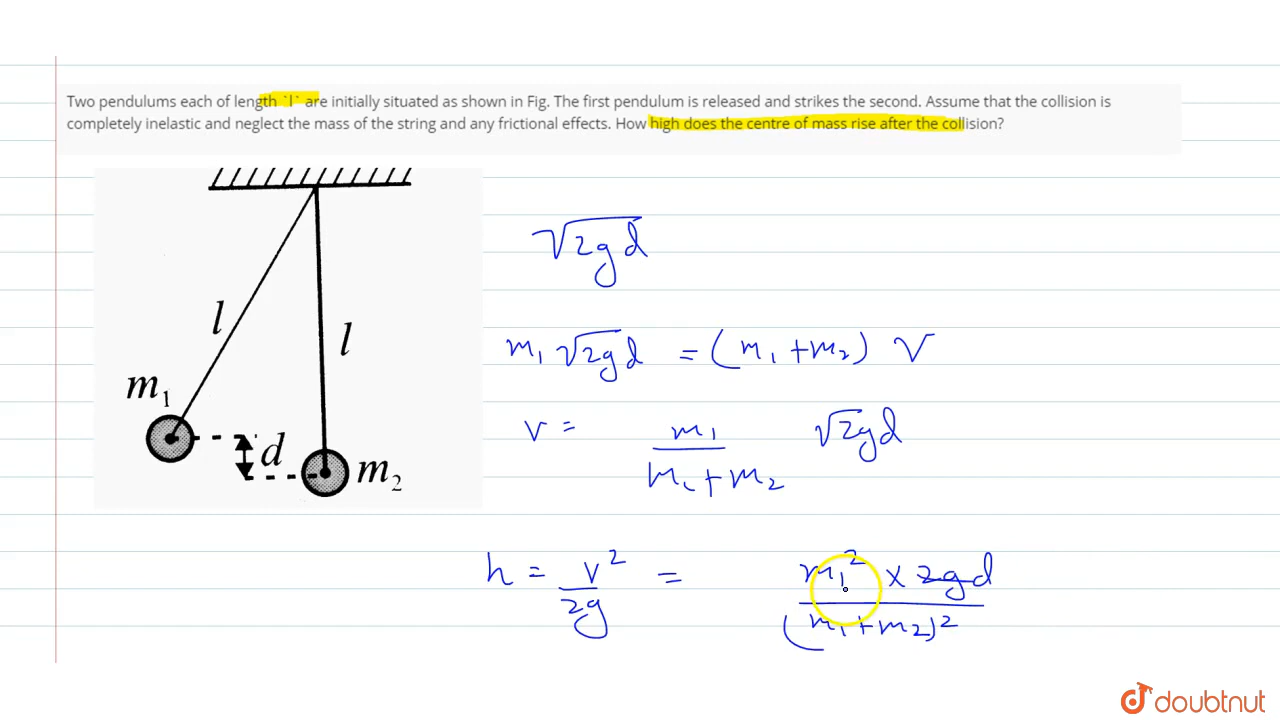 Two pendulums each of length `l` are initially situated as shown in Fig. The first pendulum is released and strikes the second. Assume that the collision is
completely inelastic and neglect the mass of the string and any frictional effects. How high does the centre of mass rise after the collision?
√2gd
l
l
m₁ √2gd = (m₁ + m₂) V
m₁
v = m₁ / m₁ + m₂ √2gd
d
m₂
h = v² / 2g = m₁² × 2gd / (m₁ + m₂)²
doubtnut